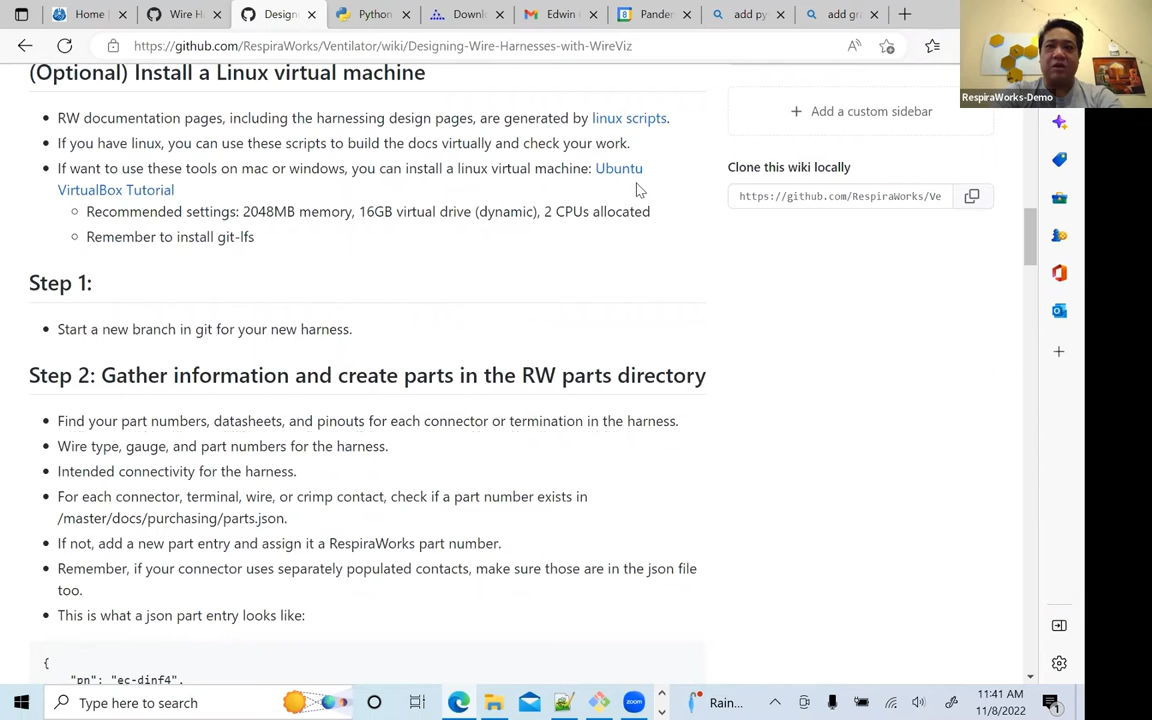 Home
Wire H
Design
Python
Downl
Edwin
Pander
add py
add gr
https://github.com/RespiraWorks/Ventilator/wiki/Designing-Wire-Harnesses-with-WireViz
RespiraWorks-Demo
(Optional) Install a Linux virtual machine
RW documentation pages, including the harnessing design pages, are generated by linux scripts.
If you have linux, you can use these scripts to build the docs virtually and check your work.
If want to use these tools on mac or windows, you can install a linux virtual machine: Ubuntu
VirtualBox Tutorial
Recommended settings: 2048MB memory, 16GB virtual drive (dynamic), 2 CPUs allocated
Remember to install git-lfs
Add a custom sidebar
Clone this wiki locally
https://github.com/RespiraWorks/Ve
Step 1:
Start a new branch in git for your new harness.
Step 2: Gather information and create parts in the RW parts directory
Find your part numbers, datasheets, and pinouts for each connector or termination in the harness.
Wire type, gauge, and part numbers for the harness.
Intended connectivity for the harness.
For each connector, terminal, wire, or crimp contact, check if a part number exists in
/master/docs/purchasing/parts.json.
If not, add a new part entry and assign it a RespiraWorks part number.
Remember, if your connector uses separately populated contacts, make sure those are in the json file
too.
This is what a json part entry looks like:
{
"pn": "ec-dinf4",
Type here to search
zoom
Rain...
11:41 AM
11/8/2022